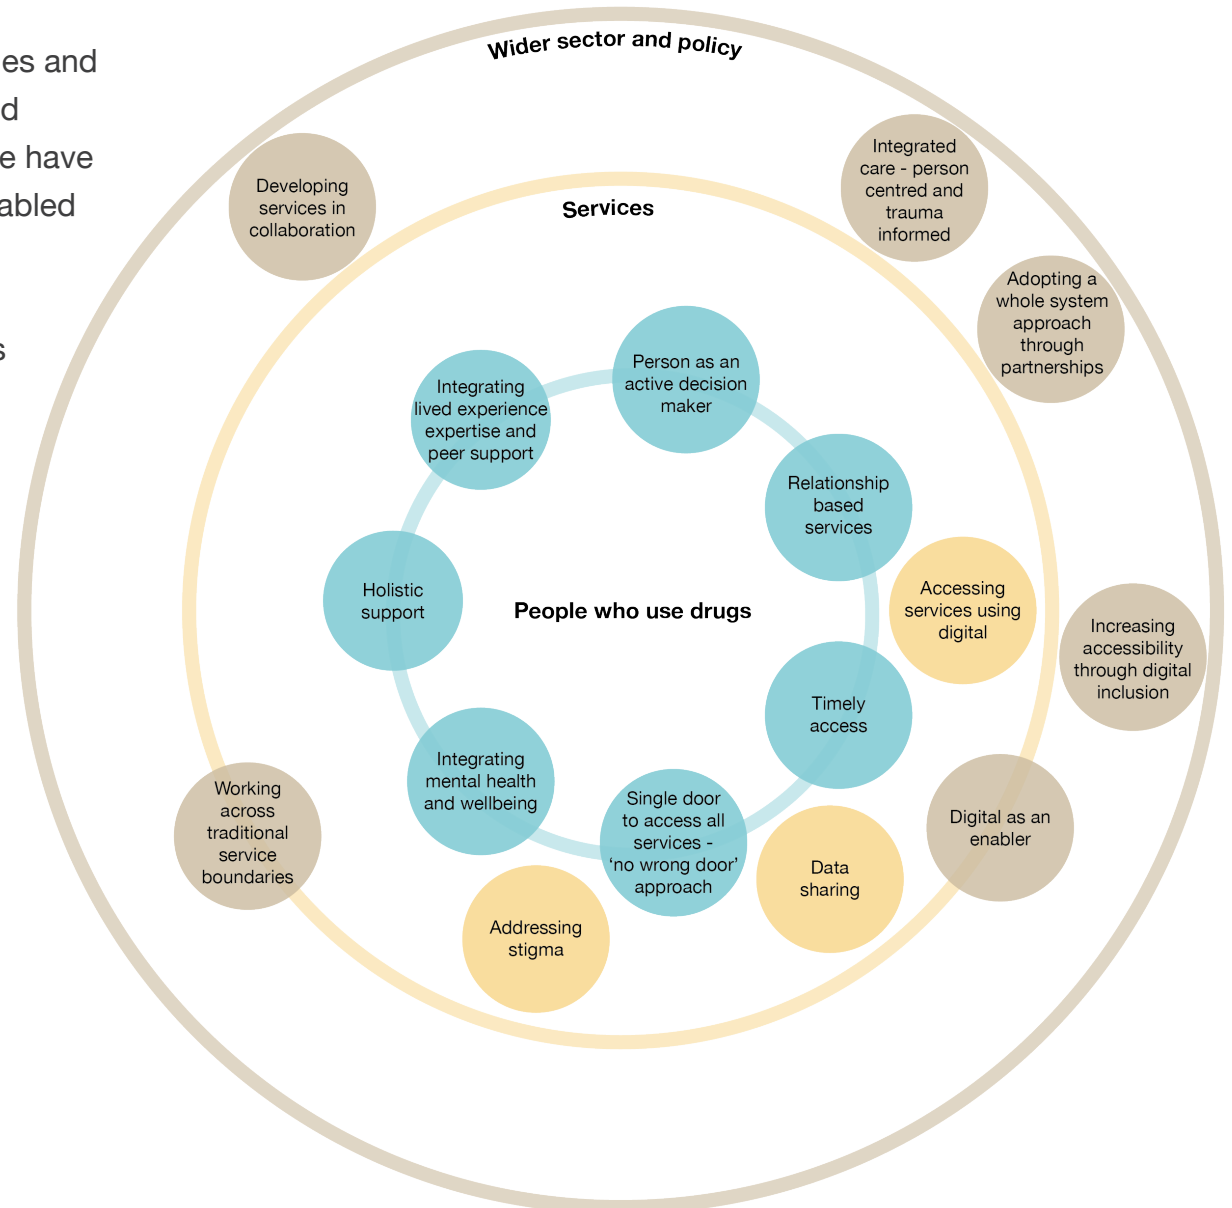 es and
d
e have
abled
s
Wider sector and policy
Developing
services in
collaboration
Integrated
care - person
centred and
trauma
informed
Adopting a
whole system
approach
through
partnerships
Services
Person as an
active decision
maker
Integrating
lived experience
expertise and
peer support
Relationship
based
services
Holistic
support
People who use drugs
Accessing
services using
digital
Increasing
accessibility
through digital
inclusion
Timely
access
Integrating
mental health
and wellbeing
Single door
to access all
services -
‘no wrong door’
approach
Working
across
traditional
service
boundaries
Digital as an
enabler
Data
sharing
Addressing
stigma